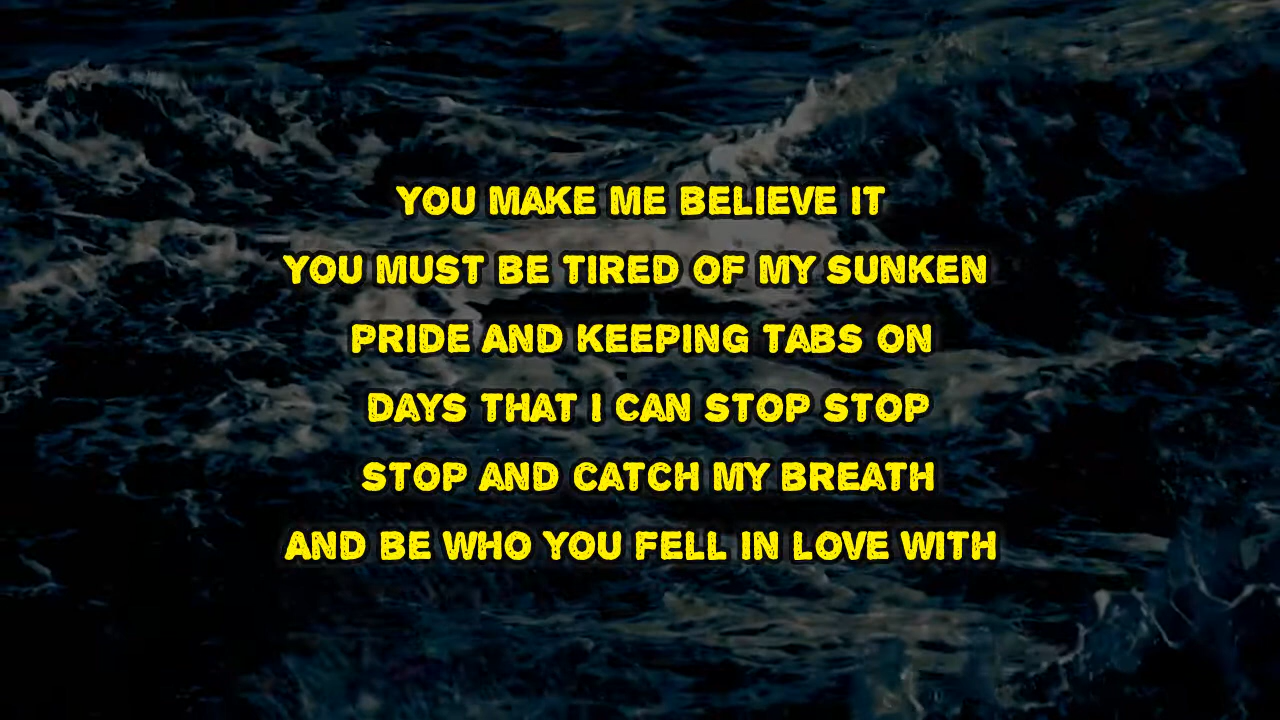 YOU MAKE ME BELIEVE IT
YOU MUST BE TIRED OF MY SUNKEN
PRIDE AND KEEPING TABS ON
DAYS THAT I CAN STOP STOP
STOP AND CATCH MY BREATH
AND BE WHO YOU FELL IN LOVE WITH